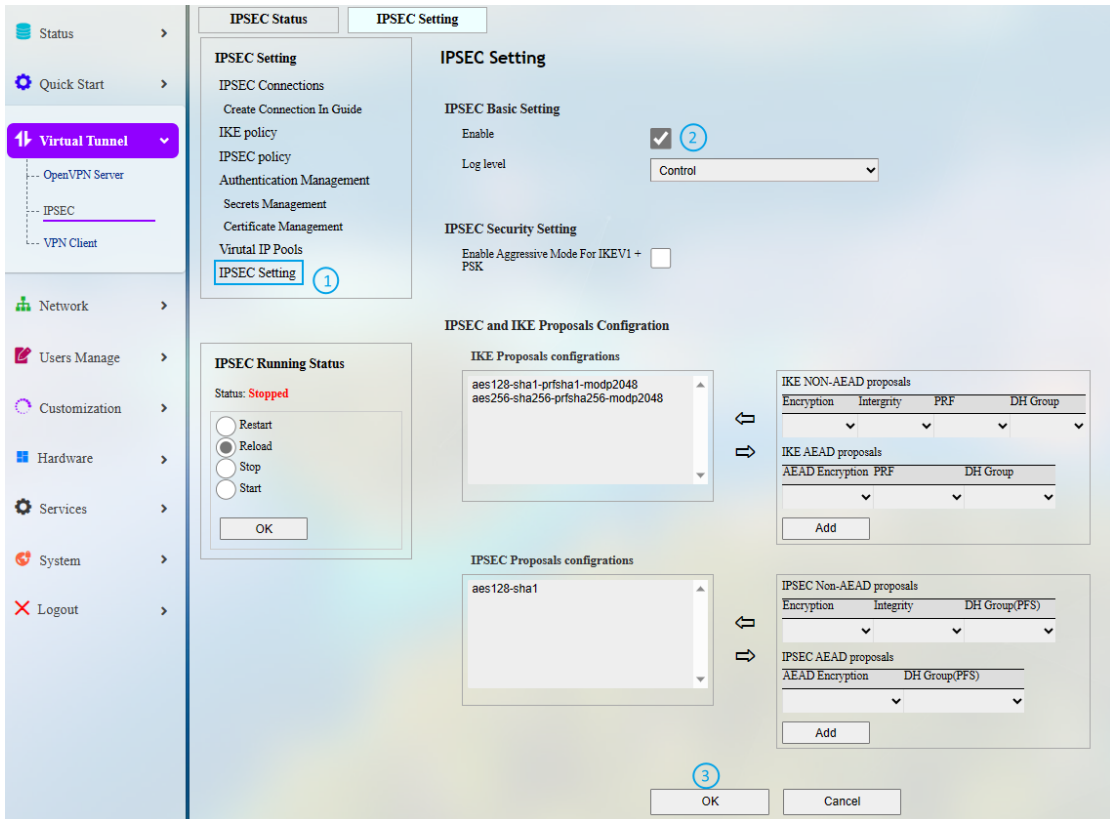 Status
Quick Start
Virtual Tunnel
OpenVPN Server
IPSEC
VPN Client
Network
Users Manage
Customization
Hardware
Services
System
Logout
IPSEC Status
IPSEC Setting
IPSEC Setting
IPSEC Connections
Create Connection In Guide
IKE policy
IPSEC policy
Authentication Management
Secrets Management
Certificate Management
Virutal IP Pools
IPSEC Setting
1
IPSEC Running Status
Status: Stopped
Restart
Reload
Stop
Start
OK
IPSEC Setting
IPSEC Basic Setting
Enable
2
Log level
Control
IPSEC Security Setting
Enable Aggressive Mode For IKEV1 +
PSK
IPSEC and IKE Proposals Configration
IKE Proposals configrations
aes128-sha1-prfsha1-modp2048
aes256-sha256-prfsha256-modp2048
IKE NON-AEAD proposals
Encryption Intergrity PRF DH Group
IKE AEAD proposals
AEAD Encryption PRF DH Group
Add
IPSEC Proposals configrations
aes128-sha1
IPSEC Non-AEAD proposals
Encryption Integrity DH Group(PFS)
IPSEC AEAD proposals
AEAD Encryption DH Group(PFS)
Add
3
OK
Cancel